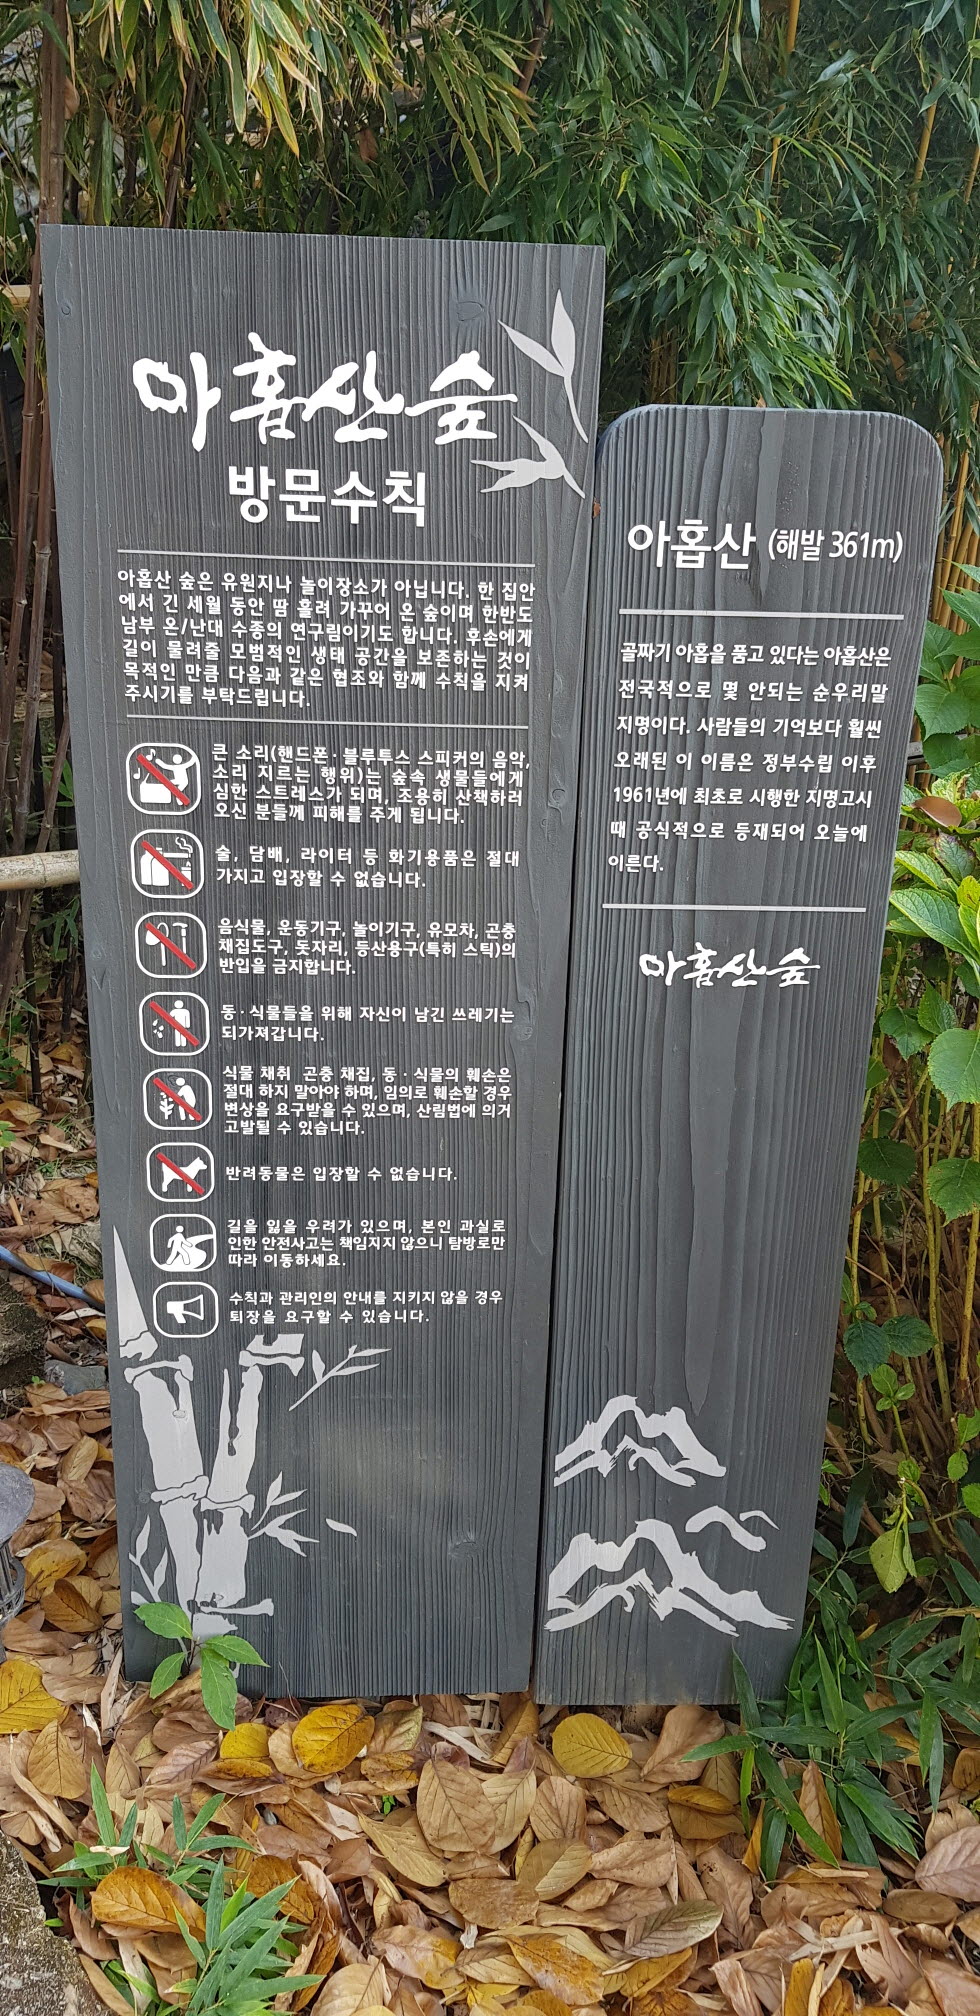 아홉산숲
방문수칙
아홉산 숲은 유원지나 놀이장소가 아닙니다. 한 집안
에서 긴 세월 동안 땀 흘려 가꾸어 온 숲이며 한반도
남부 온/난대 수종의 연구림이기도 합니다. 후손에게
길이 물려줄 모범적인 생태 공간을 보존하는 것이
목적인 만큼 다음과 같은 협조와 함께 수칙을 지켜
주시기를 부탁드립니다.
큰 소리(핸드폰·블루투스 스피커의 음악,
소리 지르는 행위)는 숲속 생물들에게
심한 스트레스가 되며, 조용히 산책하러
오신 분들께 피해를 주게 됩니다.
술, 담배, 라이터 등 화기용품은 절대
가지고 입장할 수 없습니다.
음식물, 운동기구, 놀이기구, 유모차, 곤충
채집도구, 돗자리, 등산용구(특히 스틱)의
반입을 금지합니다.
동·식물들을 위해 자신이 남긴 쓰레기는
되가져갑니다.
식물 채취 곤충 채집, 동·식물의 훼손은
절대 하지 말아야 하며, 임의로 훼손할 경우
변상을 요구받을 수 있으며, 산림법에 의거
고발될 수 있습니다.
반려동물은 입장할 수 없습니다.
길을 잃을 우려가 있으며, 본인 과실로
인한 안전사고는 책임지지 않으니 탐방로만
따라 이동하세요.
수칙과 관리인의 안내를 지키지 않을 경우
퇴장을 요구할 수 있습니다.
아홉산 (해발 361m)
골짜기 아홉을 품고 있다는 아홉산은
전국적으로 몇 안되는 순우리말
지명이다. 사람들의 기억보다 훨씬
오래된 이 이름은 정부수립 이후
1961년에 최초로 시행한 지명고시
때 공식적으로 등재되어 오늘에
이른다.
아홉산숲